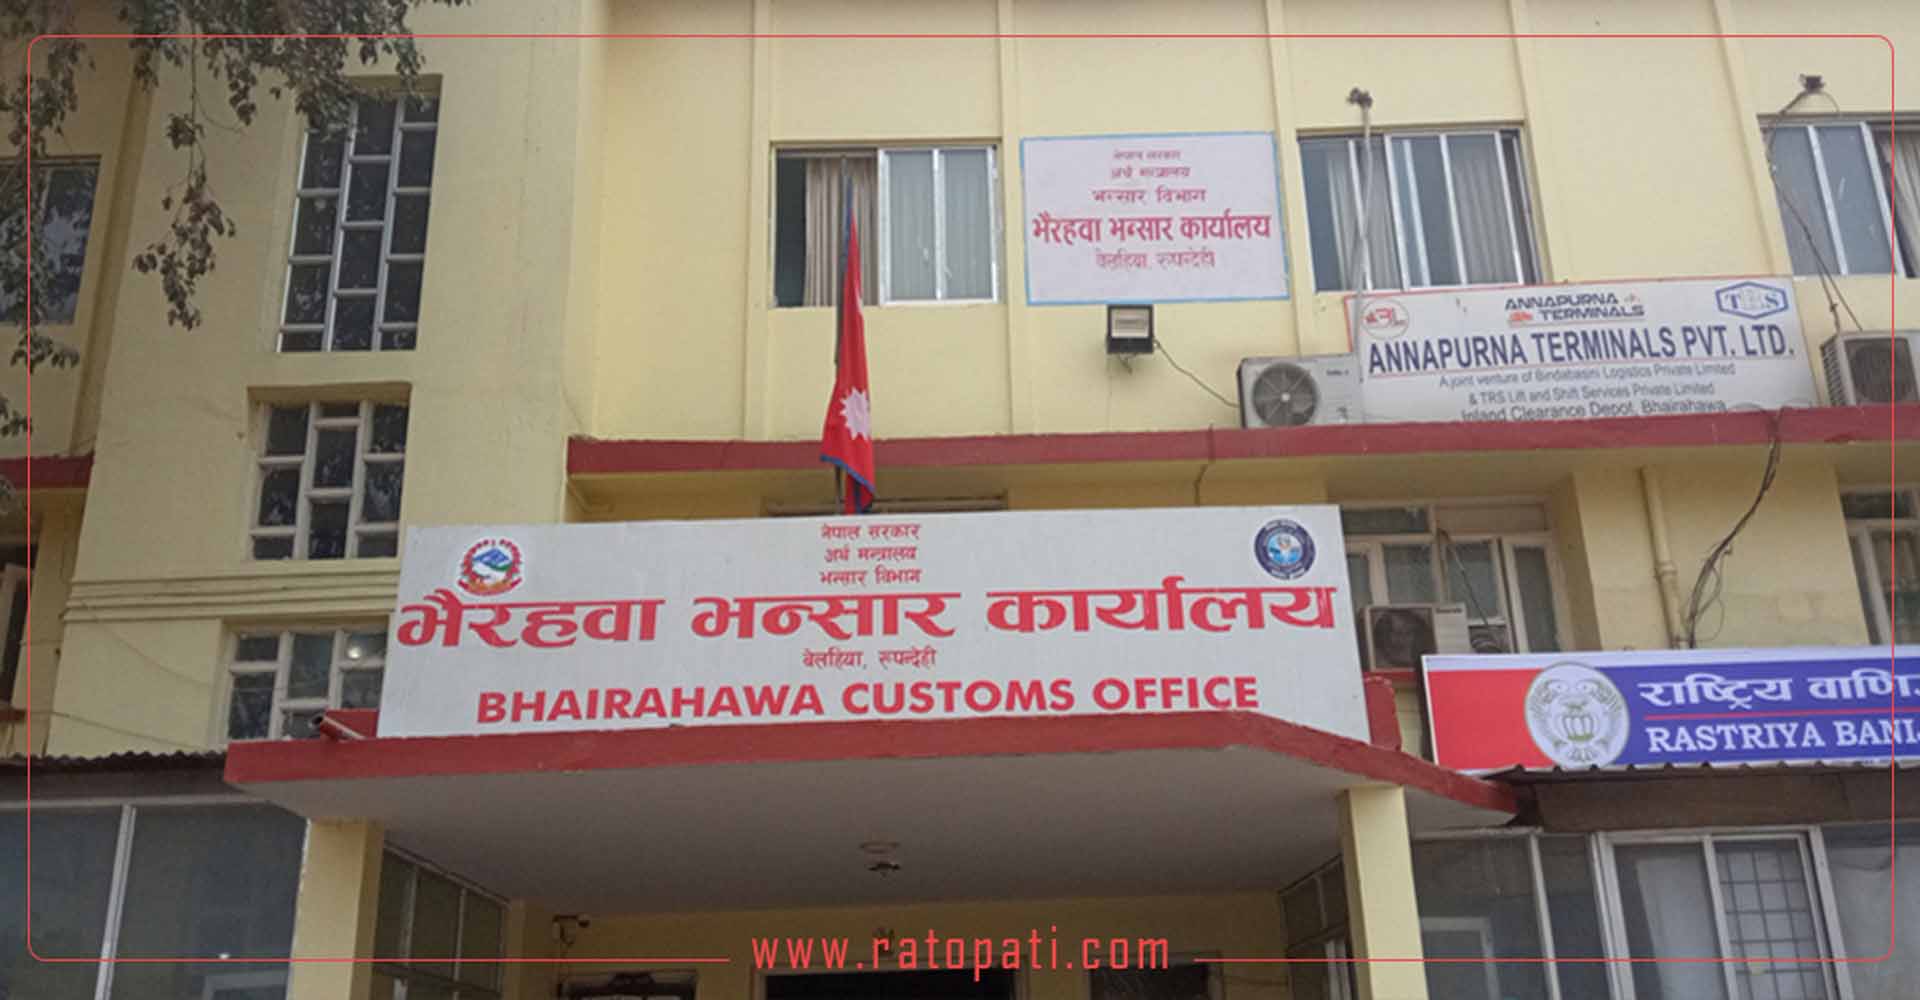 नेपाल सरकार
अर्थ मन्त्रालय
भन्सार विभाग
भैरहवा भन्सार कार्यालय
बेलहिया, रुपन्देही
ANNAPURNA
TERMINALS
TRS
ANNAPURNA TERMINALS PVT. LTD.
A joint venture of Bindabasini Logistics Private Limited
& TRS Lift and Shift Services Private Limited
Inland Clearance Depot, Bhairahawa
नेपाल सरकार
अर्थ मन्त्रालय
भन्सार विभाग
भैरहवा भन्सार कार्यालय
बेलहिया, रुपन्देही
BHAIRAHAWA CUSTOMS OFFICE
राष्ट्रिय वाणि
RASTRIYA BANI
www.ratopati.com